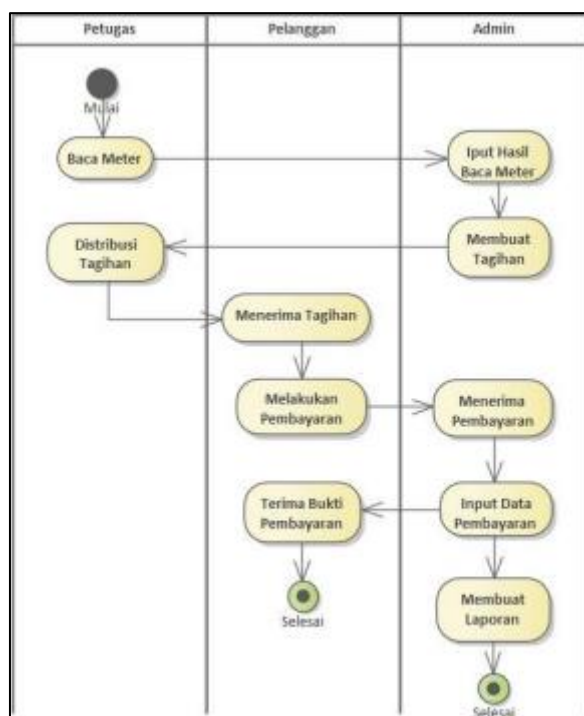 Petugas
Pelanggan
Admin
Mulai
Baca Meter
Iput Hasil
Baca Meter
Distribusi
Tagihan
Membuat
Tagihan
Menerima Tagihan
Melakukan
Pembayaran
Menerima
Pembayaran
Terima Bukti
Pembayaran
Input Data
Pembayaran
Selesai
Membuat
Laporan
Selesai